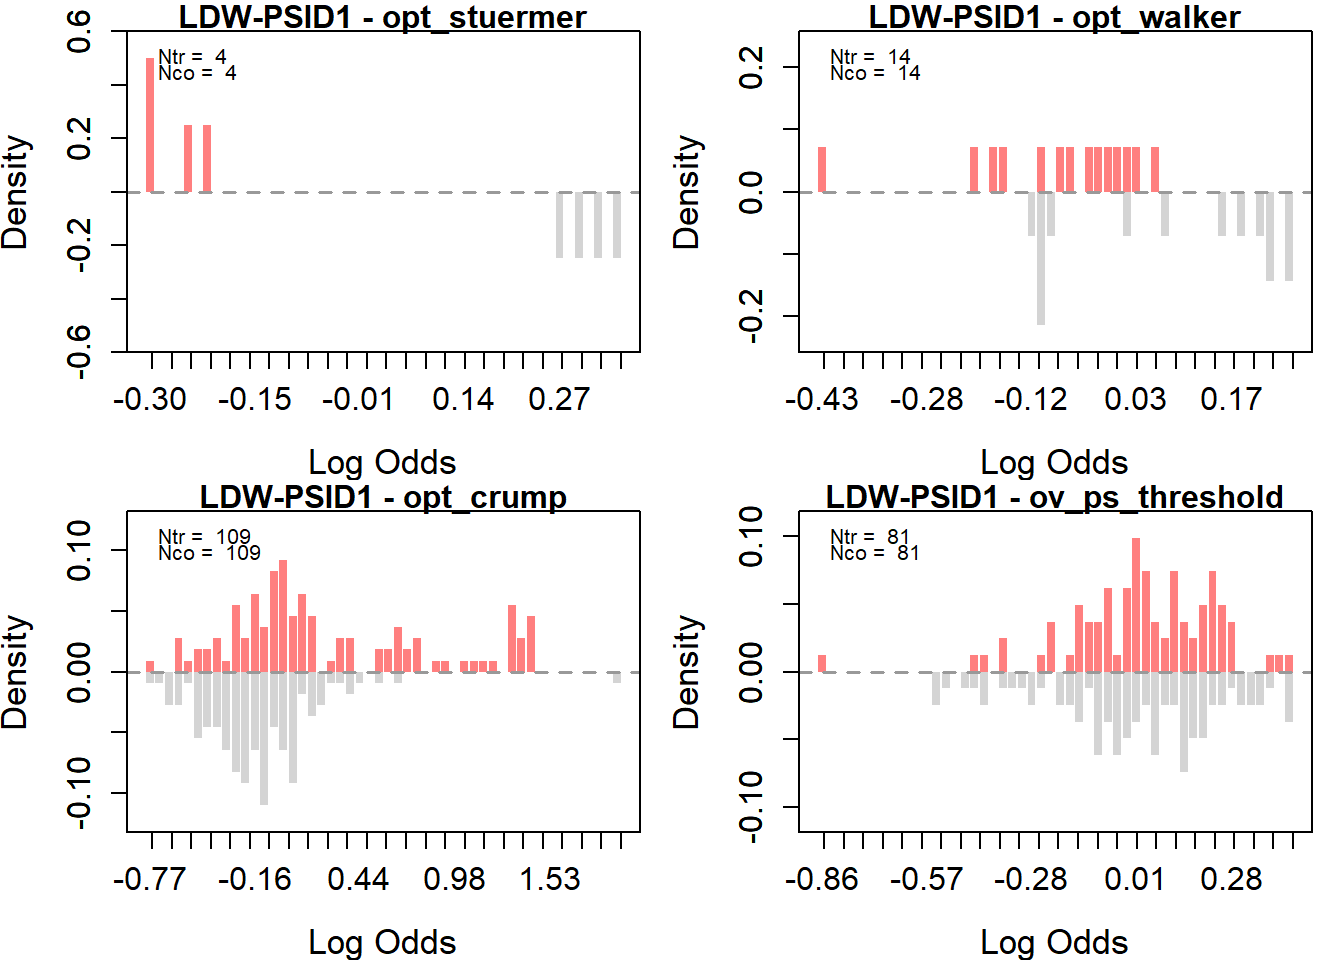 LDW-PSID1 - opt_stuermer
Ntr = 4
Nco = 4
Density
0.6
0.2
-0.2
-0.6
-0.30 -0.15 -0.01 0.14 0.27
Log Odds
LDW-PSID1 - opt_walker
Ntr = 14
Nco = 14
Density
0.2
0.0
-0.2
-0.43 -0.28 -0.12 0.03 0.17
Log Odds
LDW-PSID1 - opt_crump
Ntr = 109
Nco = 109
Density
0.10
0.00
-0.10
-0.77 -0.16 0.44 0.98 1.53
Log Odds
LDW-PSID1 - ov_ps_threshold
Ntr = 81
Nco = 81
Density
0.10
0.00
-0.10
-0.86 -0.57 -0.28 0.01 0.28
Log Odds